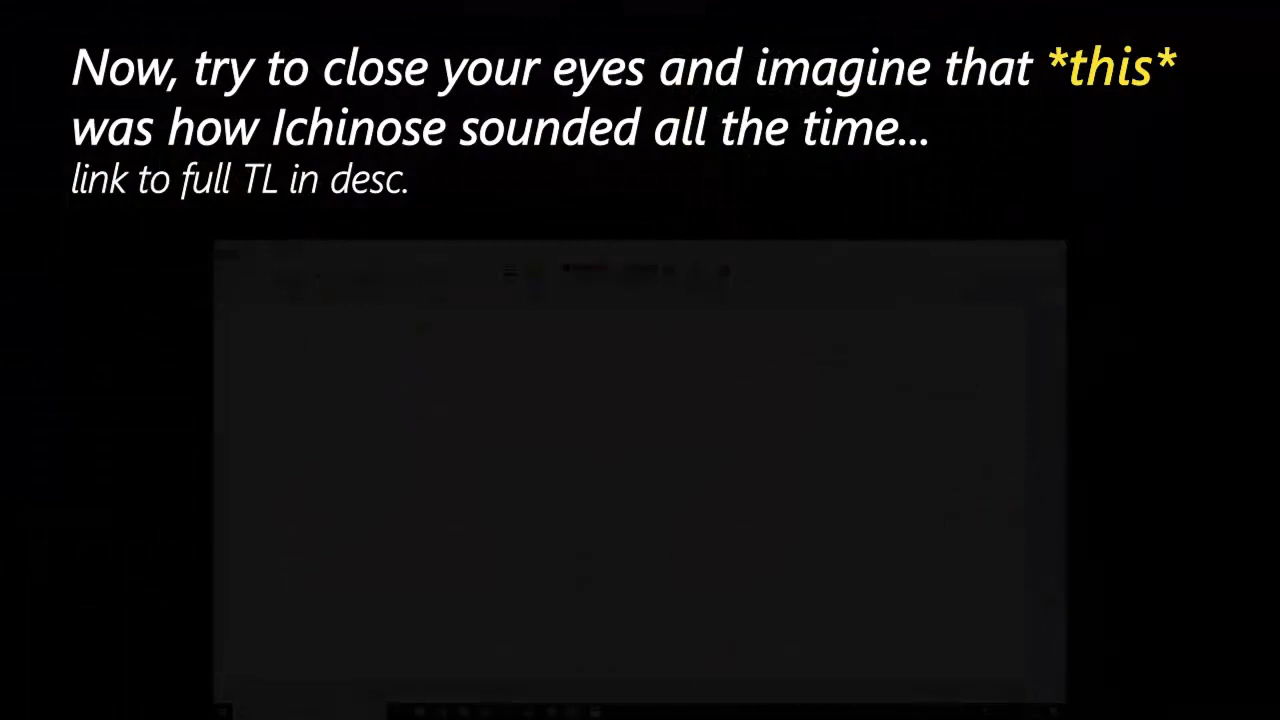 Now, try to close your eyes and imagine that *this*
was how Ichinose sounded all the time...
link to full TL in desc.